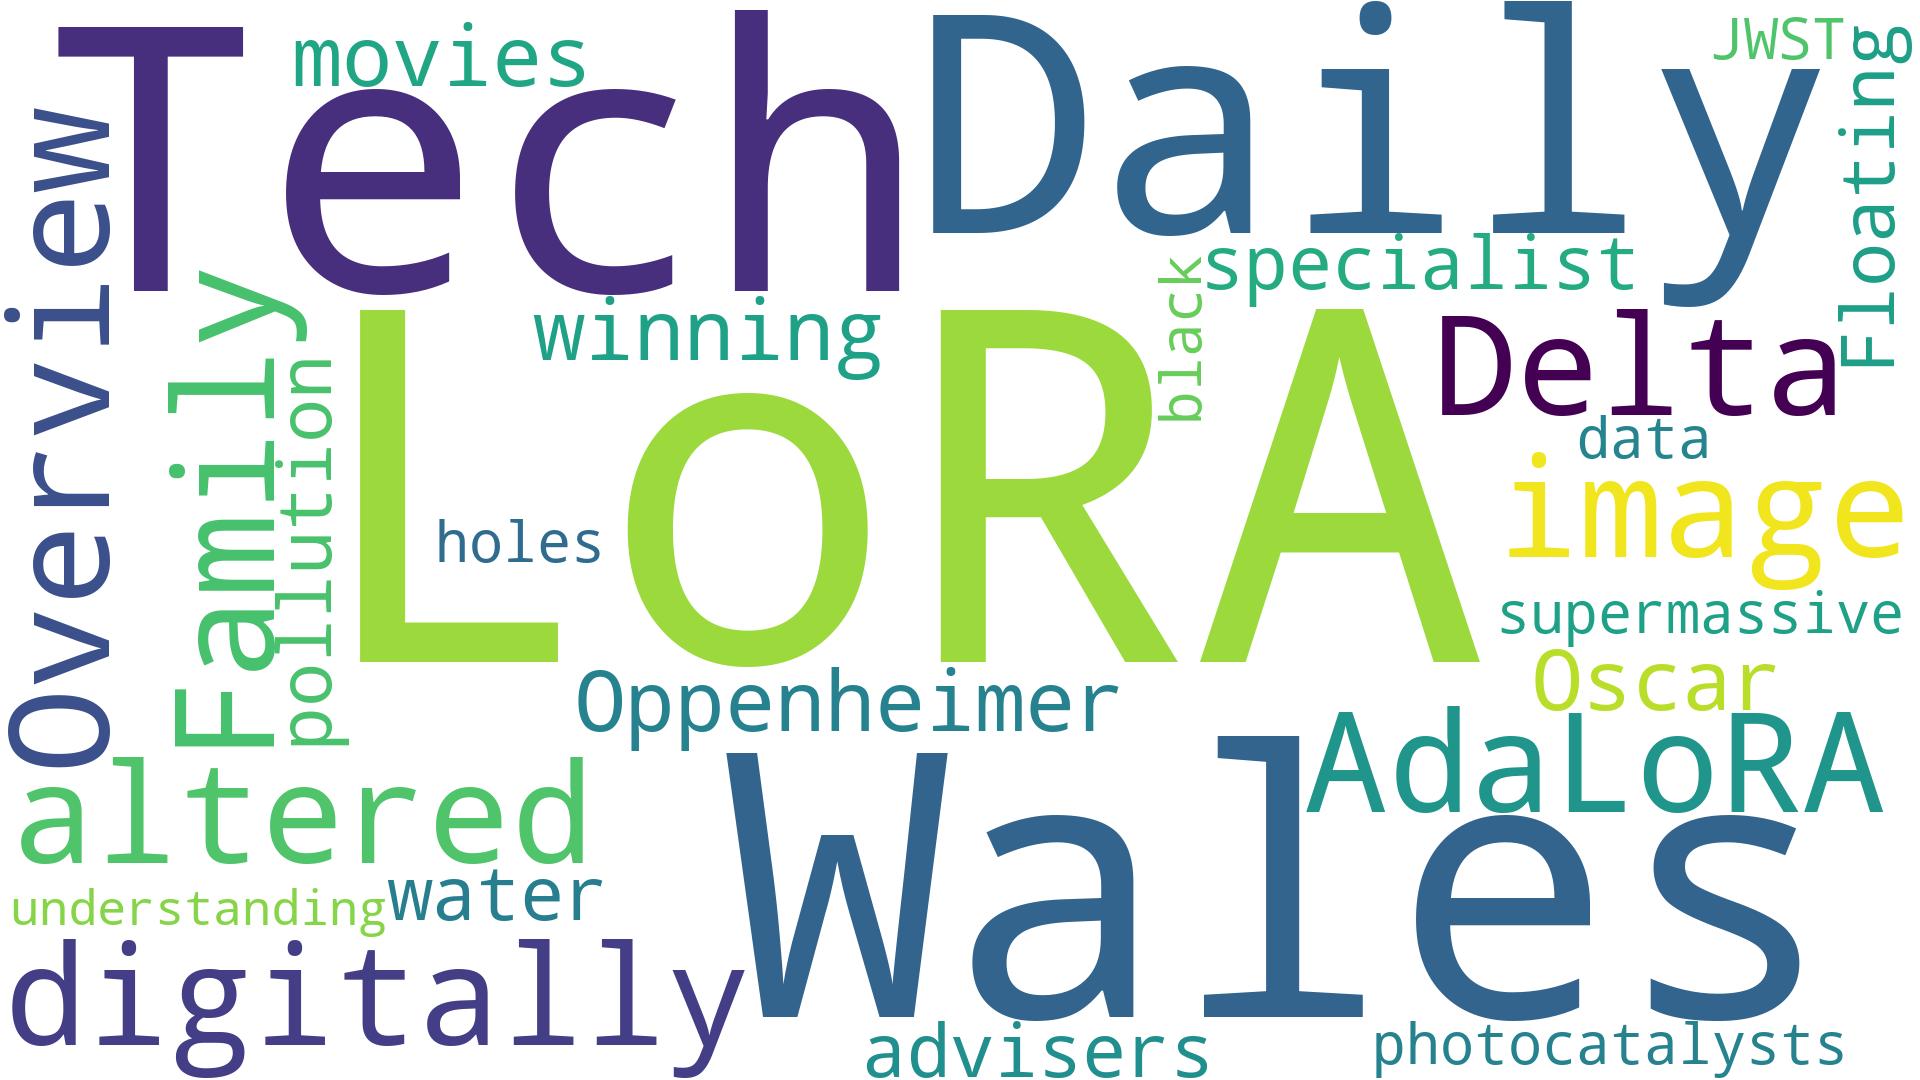 Tech
Daily
movies
JWST
Floating
Overview
Family
pollution
winning
black
specialist
Delta
data
LoRA
holes
image
supermassive
Oscar
Oppenheimer
AdaLoRA
altered
Wales
understanding
water
digitally
advisers
photocatalysts